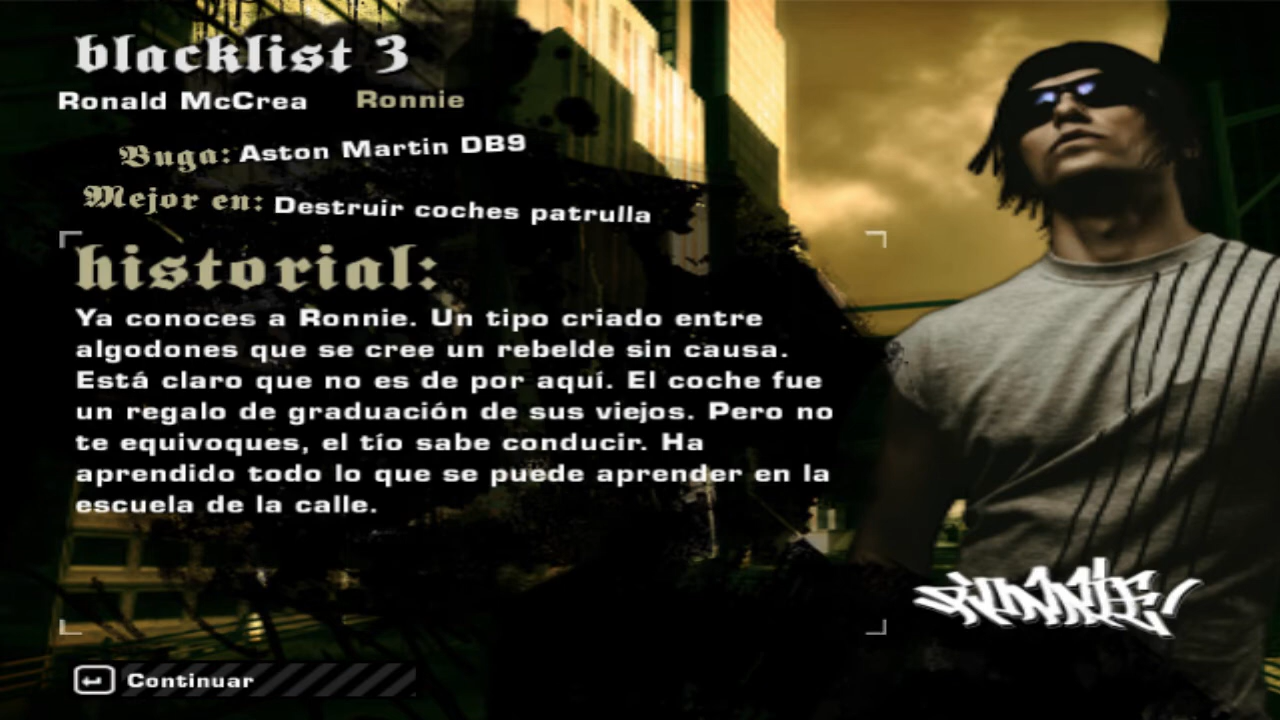 blacklist 3
Ronald McCrea Ronnie
Buga: Aston Martin DB9
Mejor en: Destruir coches patrulla
historial:
Ya conoces a Ronnie. Un tipo criado entre
algodones que se cree un rebelde sin causa.
Está claro que no es de por aquí. El coche fue
un regalo de graduación de sus viejos. Pero no
te equivoques, el tío sabe conducir. Ha
aprendido todo lo que se puede aprender en la
escuela de la calle.
RONNIE
Continuar